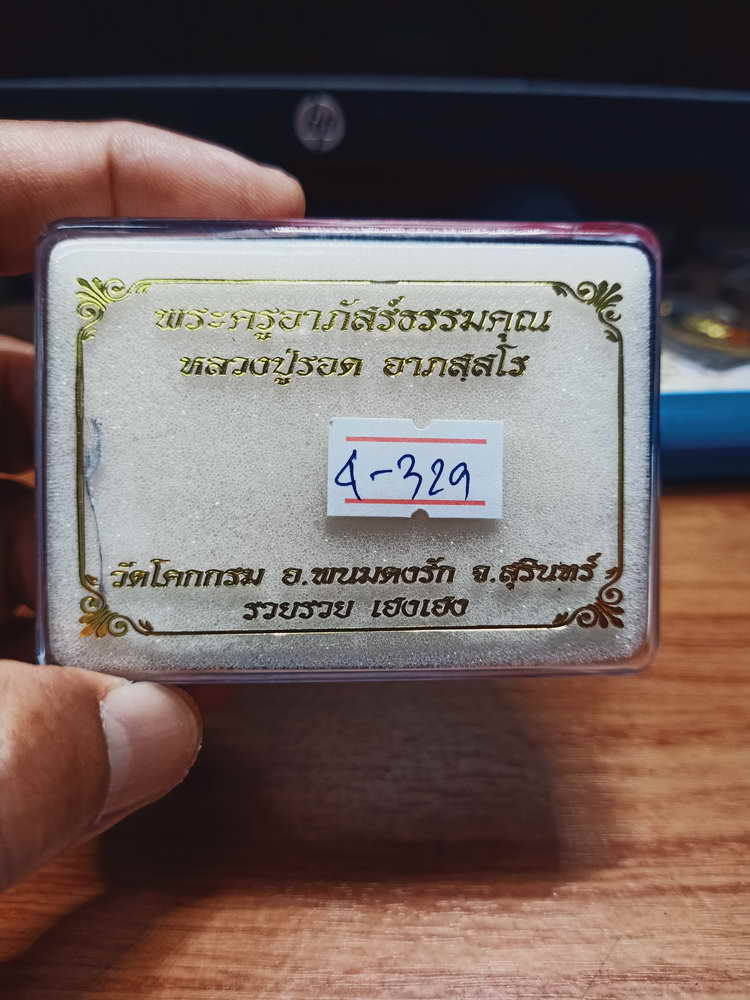 hp
พระครูอาภัสร์ธรรมคุณ
หลวงปู่รอด อาภสฺสโร
4-329
วัดโคกกรม อ.พนมดงรัก จ.สุรินทร์
รวยรวย เฮงเฮง